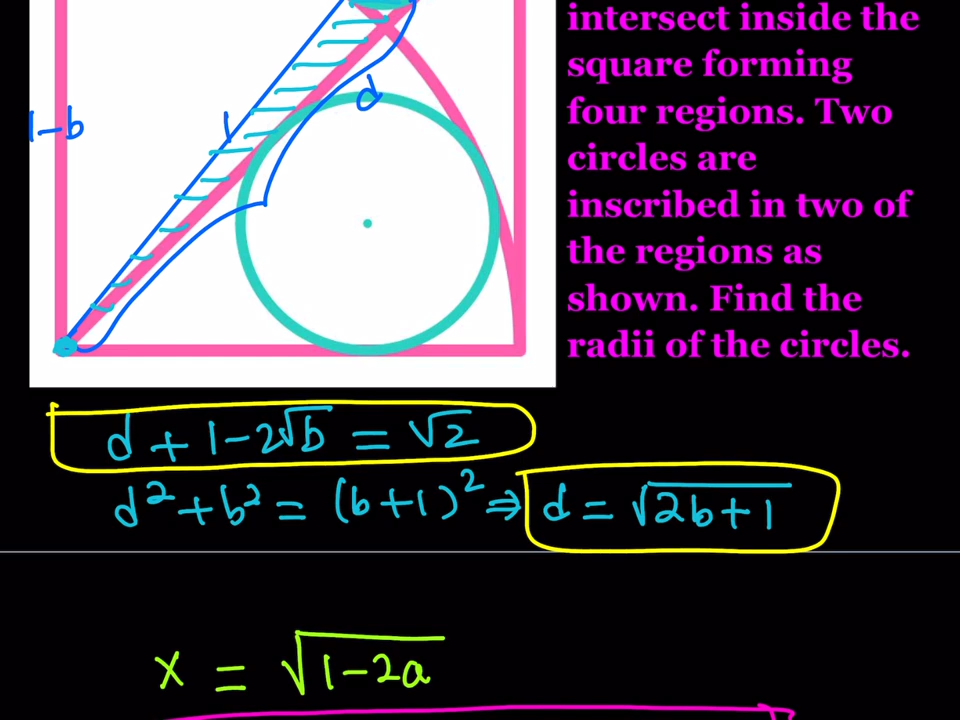 intersect inside the
square forming
four regions. Two
circles are
inscribed in two of
the regions as
shown. Find the
radii of the circles.
1-b
1
d
d + 1 - 2√b = √2
d² + b² = (b+1)² ⇒ d = √2b+1
x = √1-2a